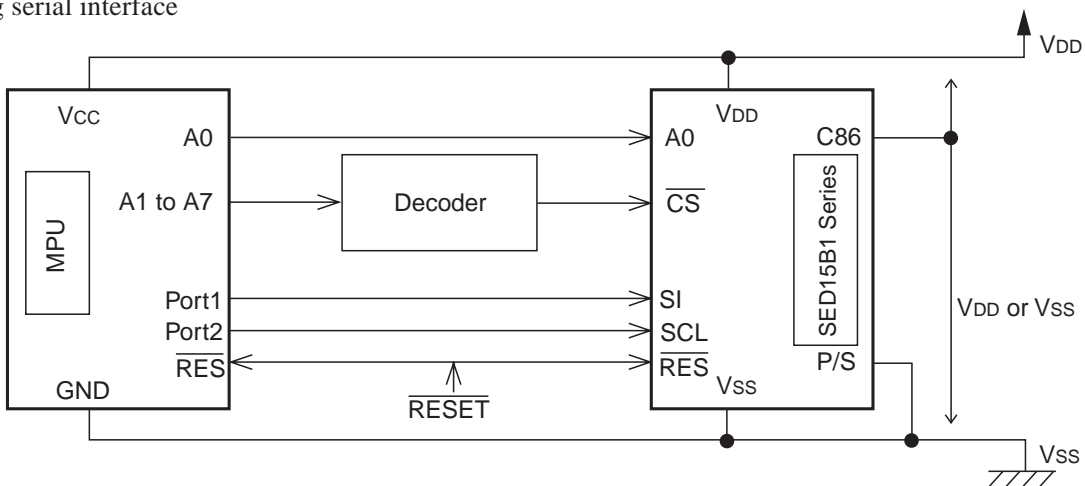 serial interface
VDD
VCC
VDD
A0
A0
C86
A1 to A7
Decoder
CS
MPU
SED15B1 Series
Port1
SI
VDD or VSS
Port2
SCL
RES
RES
P/S
GND
RESET
VSS
VSS